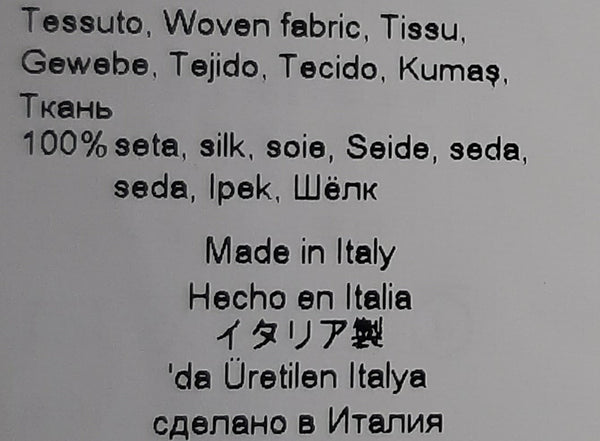 Tessuto, Woven fabric, Tissu,
Gewebe, Tejido, Tecido, Kumaş,
Ткань
100% seta, silk, soie, Seide, seda,
seda, Ipek, Шёлк
Made in Italy
Hecho en Italia
イタリア製
'da Üretilen Italya
сделано в Италия